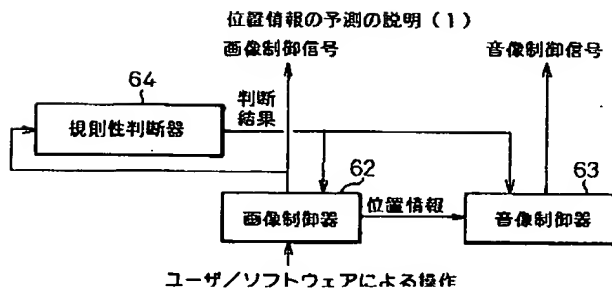 位置情報の予測の説明（1）
画像制御信号
音像制御信号
64
判断
結果
規則性判断器
62
63
画像制御器
位置情報
音像制御器
ユーザ／ソフトウェアによる操作